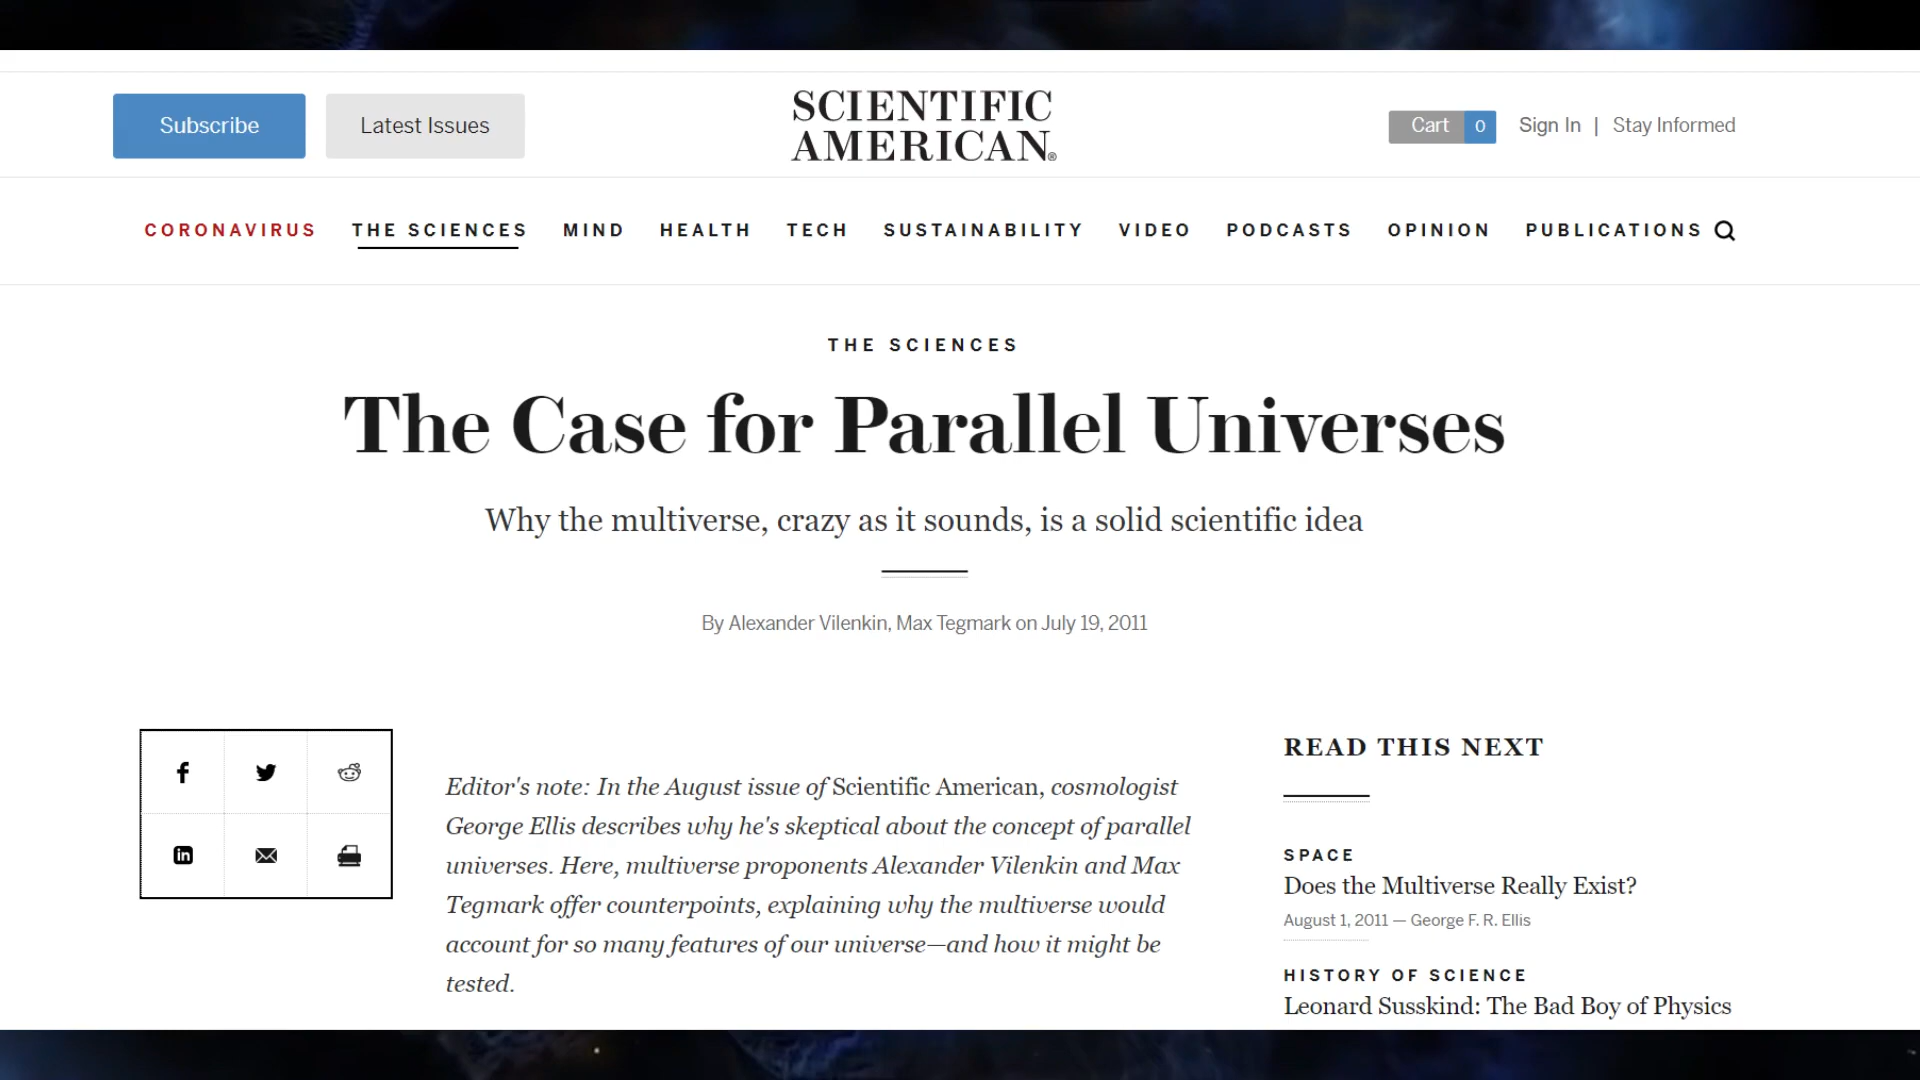 Subscribe
Latest Issues
SCIENTIFIC
AMERICAN®
Cart 0
Sign In | Stay Informed
CORONAVIRUS THE SCIENCES MIND HEALTH TECH SUSTAINABILITY VIDEO PODCASTS OPINION PUBLICATIONS
THE SCIENCES
The Case for Parallel Universes
Why the multiverse, crazy as it sounds, is a solid scientific idea
By Alexander Vilenkin, Max Tegmark on July 19, 2011
Editor's note: In the August issue of Scientific American, cosmologist
George Ellis describes why he's skeptical about the concept of parallel
universes. Here, multiverse proponents Alexander Vilenkin and Max
Tegmark offer counterpoints, explaining why the multiverse would
account for so many features of our universe—and how it might be
tested.
READ THIS NEXT
SPACE
Does the Multiverse Really Exist?
August 1, 2011 — George F. R. Ellis
HISTORY OF SCIENCE
Leonard Susskind: The Bad Boy of Physics